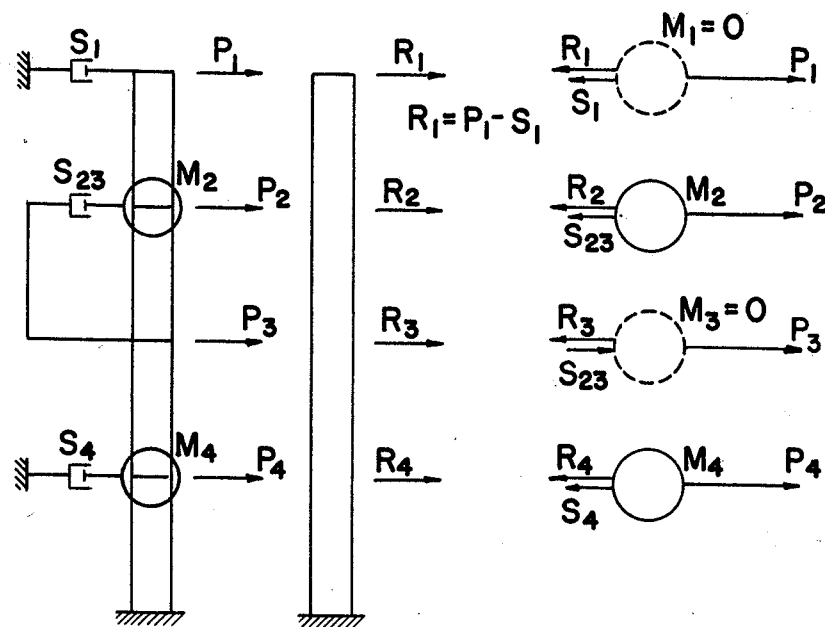 S1 P1 R1 R1 M1=0 P1
S1
R1=P1-S1
S23 M2 P2 R2 R2 M2 P2
S23
P3 R3 R3 M3=0 P3
S23
S4 M4 P4 R4 R4 M4 P4
S4